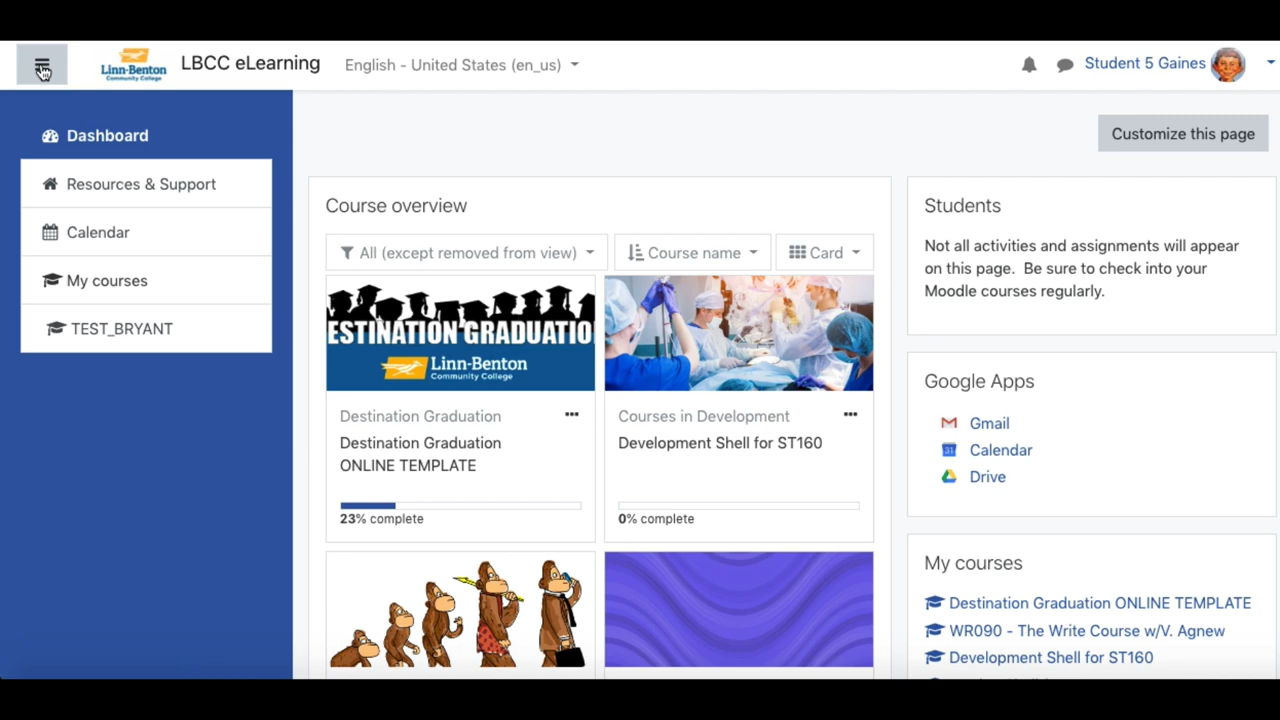 Linn-Benton
Community College
LBCC eLearning
English - United States (en_us)
Student 5 Gaines
Dashboard
Resources & Support
Calendar
My courses
TEST_BRYANT
Customize this page
Course overview
All (except removed from view)
Course name
Card
ESTINATION GRADUATIO
Linn-Benton
Community College
Destination Graduation
Destination Graduation
ONLINE TEMPLATE
23% complete
Courses in Development
Development Shell for ST160
0% complete
Students
Not all activities and assignments will appear
on this page. Be sure to check into your
Moodle courses regularly.
Google Apps
Gmail
31
Calendar
Drive
My courses
Destination Graduation ONLINE TEMPLATE
WR090 - The Write Course w/V. Agnew
Development Shell for ST160